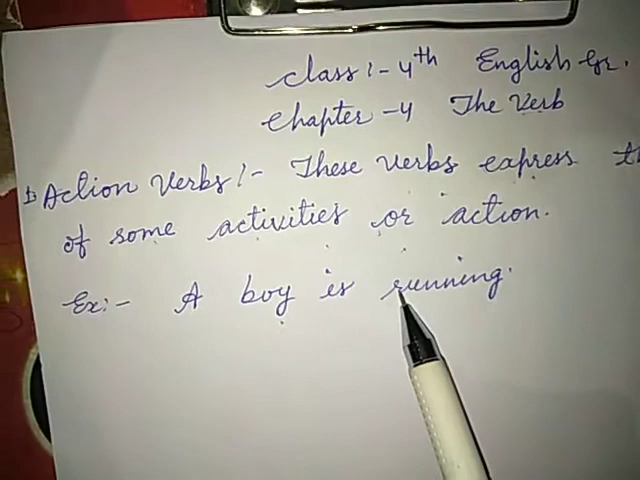 Class:- 4th English Gr.
Chapter -4 The Verb
1) Action Verbs:- These verbs express
of some activities or action.
Ex:- A boy is running.